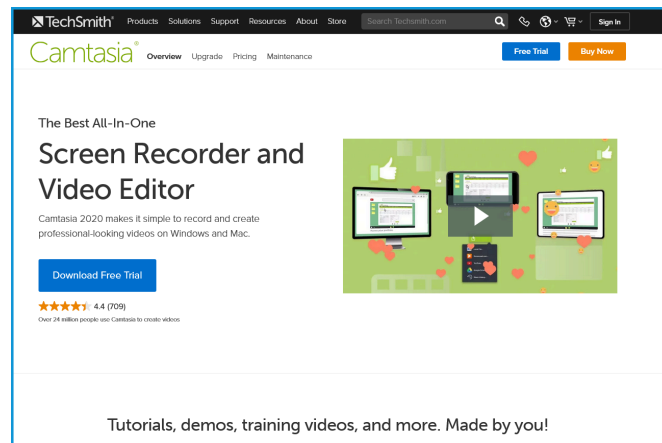 TechSmith® Products Solutions Support Resources About Store Search Techsmith.com Sign In
Camtasia® Overview Upgrade Pricing Maintenance Free Trial Buy Now
The Best All-In-One
Screen Recorder and
Video Editor
Camtasia 2020 makes it simple to record and create
professional-looking videos on Windows and Mac.
Download Free Trial
4.4 (709)
Over 24 million people use Camtasia to create videos
Tutorials, demos, training videos, and more. Made by you!